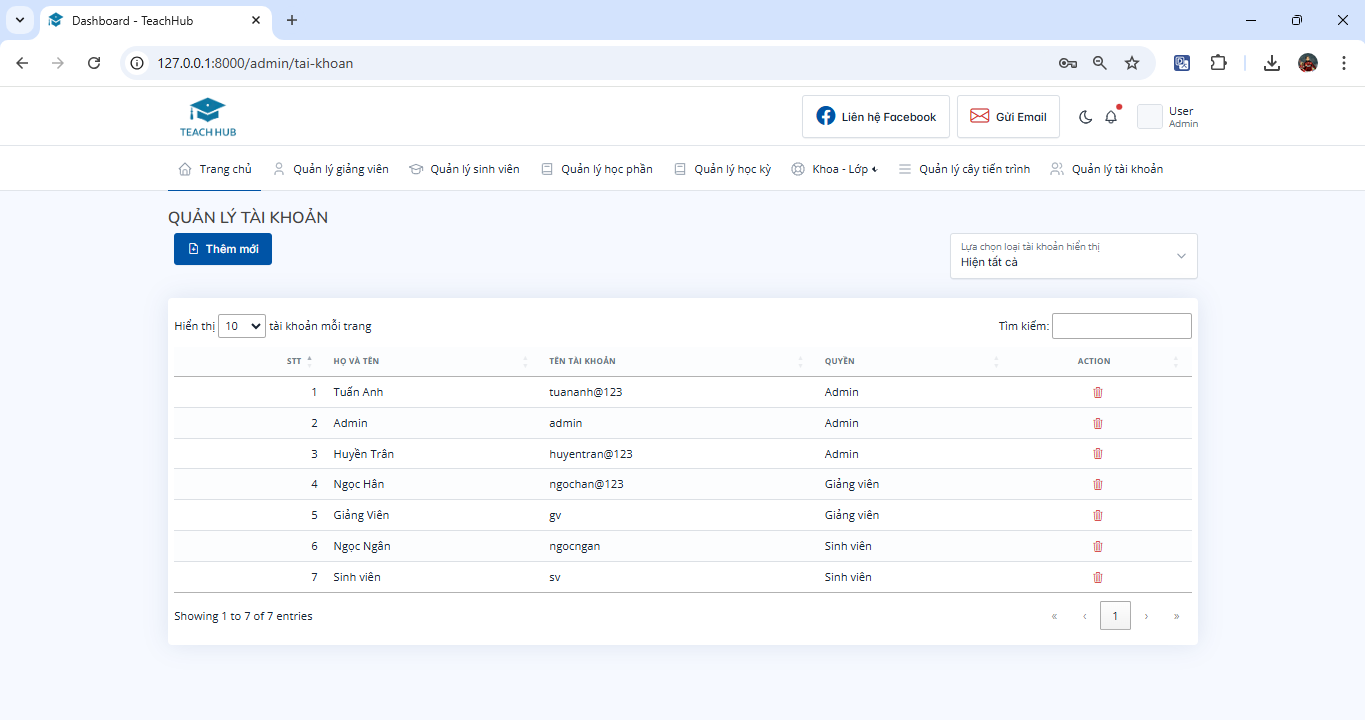 Dashboard - TeachHub
127.0.0.1:8000/admin/tai-khoan
TEACH HUB
Liên hệ Facebook
Gửi Email
User
Admin
Trang chủ
Quản lý giảng viên
Quản lý sinh viên
Quản lý học phần
Quản lý học kỳ
Khoa - Lớp
Quản lý cây tiến trình
Quản lý tài khoản
QUẢN LÝ TÀI KHOẢN
Thêm mới
Lựa chọn loại tài khoản hiển thị
Hiện tất cả
Hiển thị 10 tài khoản mỗi trang
Tìm kiếm:
STT HỌ VÀ TÊN TÊN TÀI KHOẢN QUYỀN ACTION
1 Tuấn Anh tuananh@123 Admin
2 Admin admin Admin
3 Huyền Trân huyentran@123 Admin
4 Ngọc Hân ngochan@123 Giảng viên
5 Giảng Viên gv Giảng viên
6 Ngọc Ngân ngocngan Sinh viên
7 Sinh viên sv Sinh viên
Showing 1 to 7 of 7 entries
« ‹ 1 › »